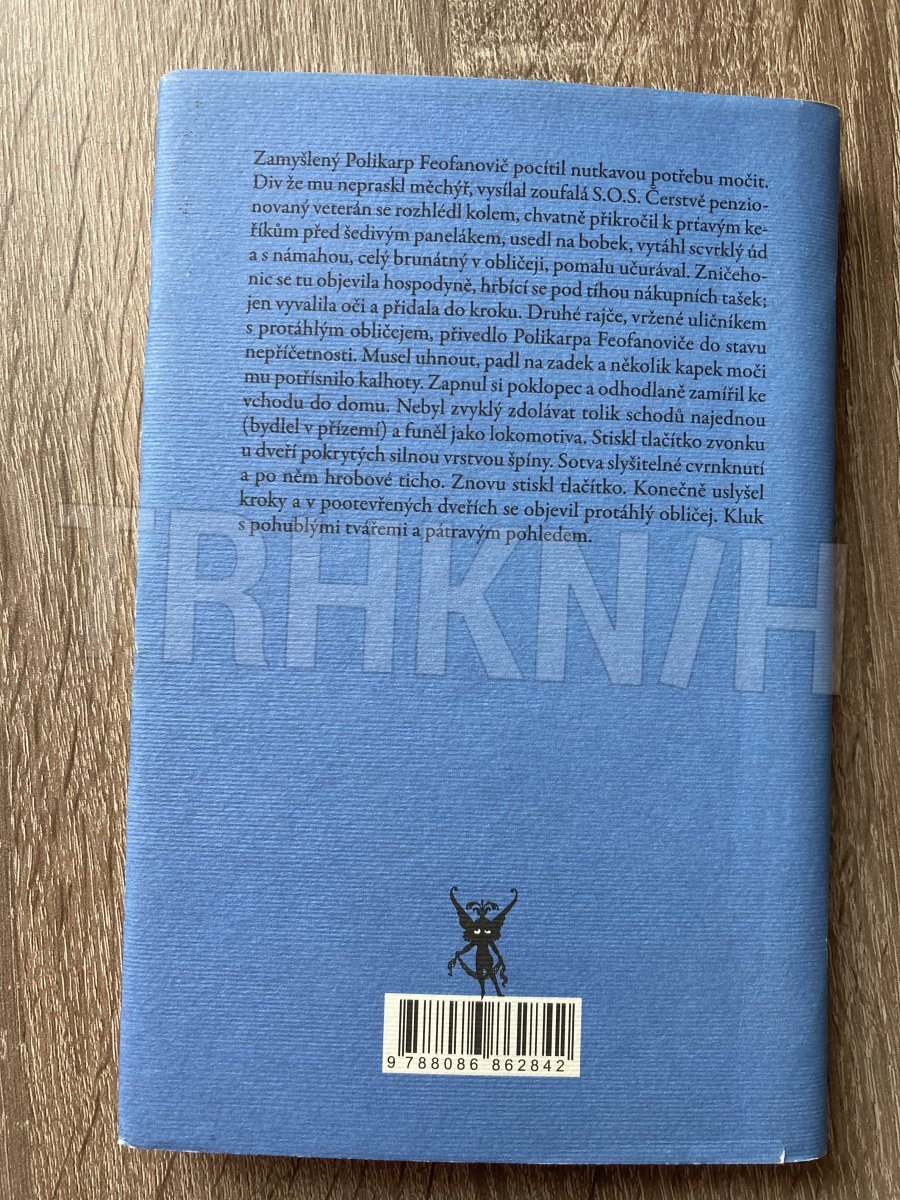 Zamyšlený Polikarp Feofanovič pocítil nutkavou potřebu močit.
Div že mu nepraskl měchýř, vysílal zoufalá S.O.S. Čerstvě penzio-
novaný veterán se rozhlédl kolem, chvatně přikročil k prťavým ke-
říkům před šedivým panelákem, usedl na bobek, vytáhl scvrklý úd
a s námahou, celý brunátný v obličeji, pomalu učurával. Zničeho-
nic se tu objevila hospodyně, hrbící se pod tíhou nákupních tašek;
jen vyvalila oči a přidala do kroku. Druhé rajče, vržené uličníkem
s protáhlým obličejem, přivedlo Polikarpa Feofanoviče do stavu
nepříčetnosti. Musel uhnout, padl na zadek a několik kapek moči
mu potřísnilo kalhoty. Zapnul si poklopec a odhodlaně zamířil ke
vchodu do domu. Nebyl zvyklý zdolávat tolik schodů najednou
(bydlel v přízemí) a funěl jako lokomotiva. Stiskl tlačítko zvonku
u dveří pokrytých silnou vrstvou špíny. Sotva slyšitelné cvrnknutí
a po něm hrobové ticho. Znovu stiskl tlačítko. Konečně uslyšel
kroky a v pootevřených dveřích se objevil protáhlý obličej. Kluk
s pohublými tvářemi a pátravým pohledem.
TRHKN/H
9 788086 862842